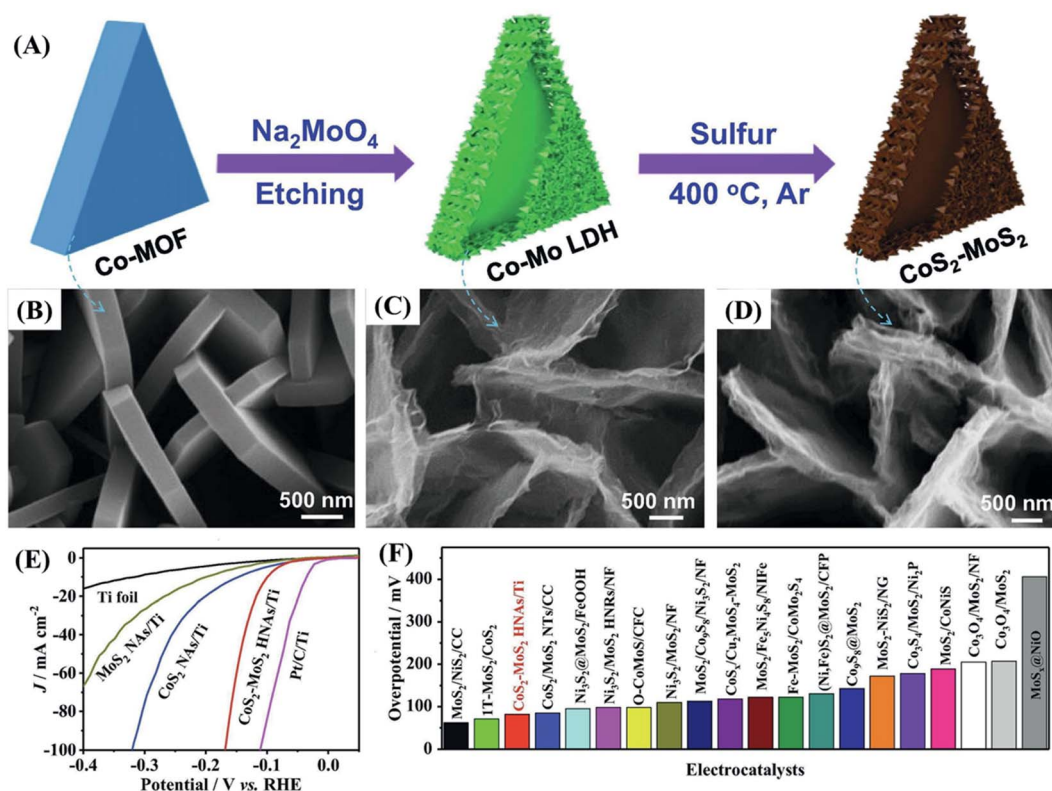 (A)
Na₂MoO₄
Etching
Sulfur
400 °C, Ar
Co-MOF
Co-Mo LDH
CoS₂-MoS₂
(B)
500 nm
(C)
500 nm
(D)
500 nm
(E)
J / mA cm⁻²
0
-20
-40
-60
-80
-100
Ti foil
MoS₂ NAs/Ti
CoS₂ NAs/Ti
CoS₂-MoS₂ HNAs/Ti
Pt/C/Ti
-0.4 -0.3 -0.2 -0.1 0.0
Potential / V vs. RHE
(F)
Overpotential / mV
400
300
200
100
0
MoS₂/NiS₂/CC
1T-MoS₂/CoS₂
CoS₂-MoS₂ HNAs/Ti
CoS₂/MoS₂ NTs/CC
Ni₃S₂@MoS₂/FeOOH
Ni₃S₂/MoS₂ HNRs/NF
O-CoMoS/CFC
Ni₃S₂/MoS₂/NF
MoS₂/Co₉S₈/Ni₃S₂/NF
CoSₓ/Cu₂MoS₄-MoS₂
MoS₂/Fe₅Ni₄S₈/NIFe
Fe-MoS₂/CoMo₂S₄
(Ni,Fe)S₂@MoS₂/CFP
Co₉S₈@MoS₂
MoS₂-NiS₂/NG
Co₃S₄/MoS₂/Ni₂P
MoS₂/CoNiS
Co₃O₄/MoS₂/NF
Co₃O₄/MoS₂
MoSₓ@NiO
Electrocatalysts